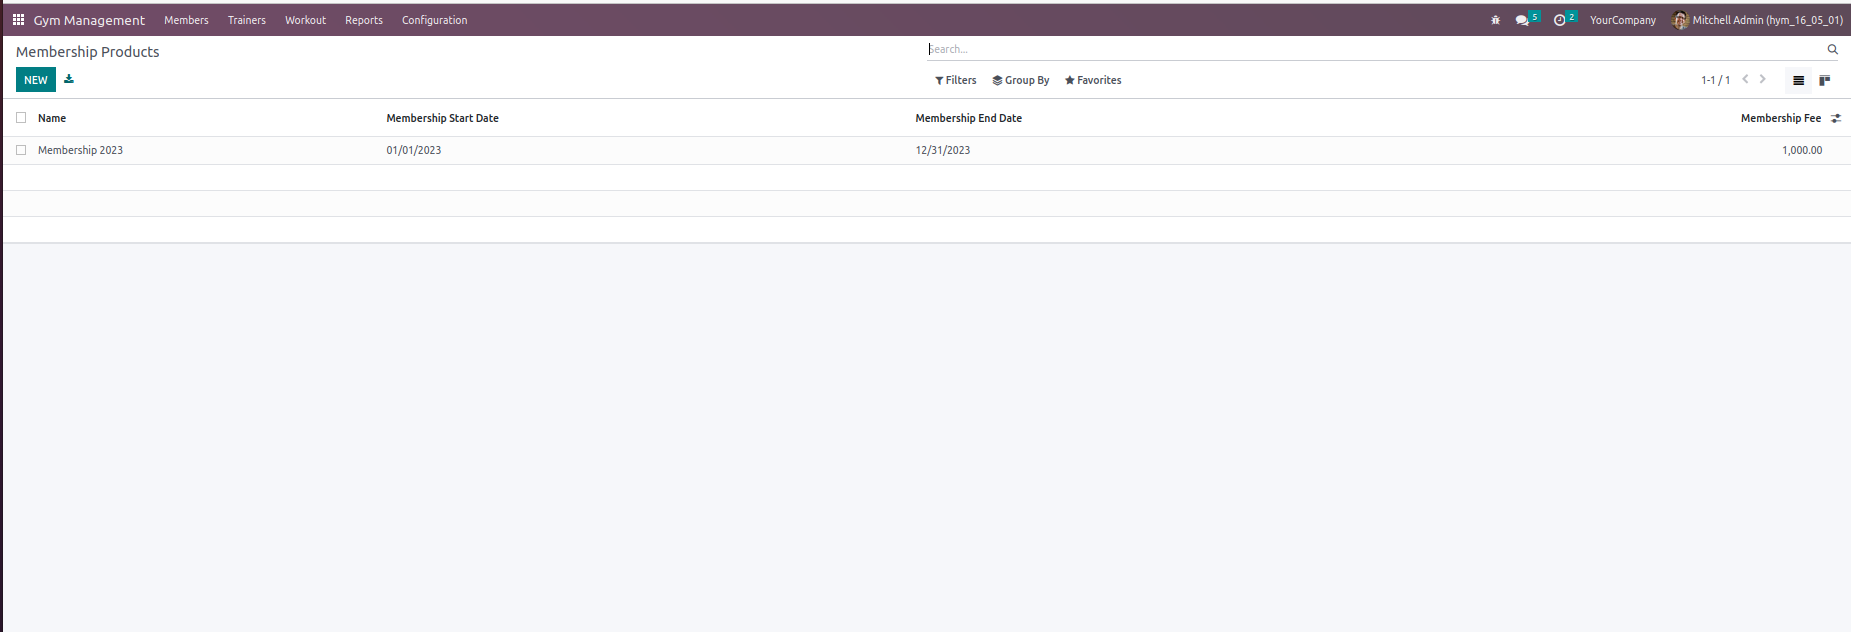 Gym Management Members Trainers Workout Reports Configuration 5 2 YourCompany Mitchell Admin (hym_16_05_01)
Membership Products Search...
NEW Filters Group By Favorites 1-1 / 1
Name Membership Start Date Membership End Date Membership Fee
Membership 2023 01/01/2023 12/31/2023 1,000.00